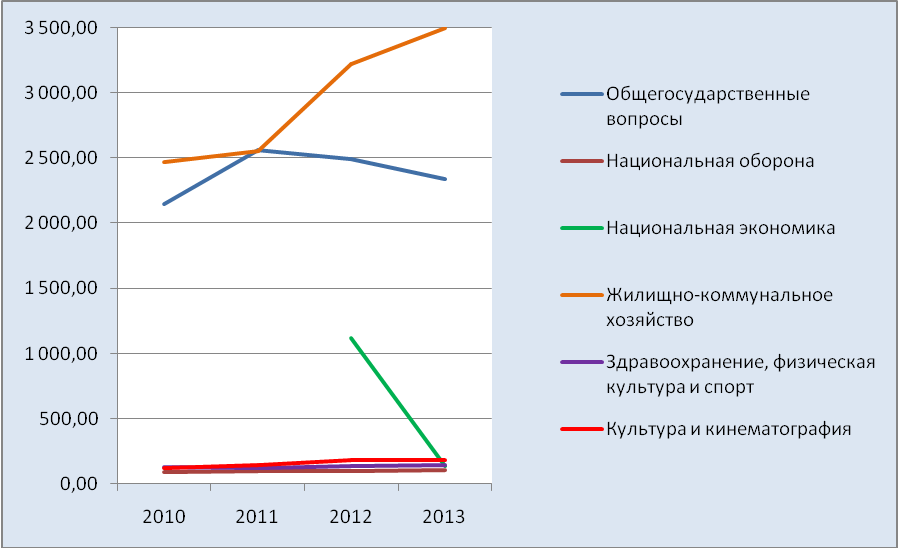 3 500,00
3 000,00
2 500,00
2 000,00
1 500,00
1 000,00
500,00
0,00
2010 2011 2012 2013
Общегосударственные
вопросы
Национальная оборона
Национальная экономика
Жилищно-коммунальное
хозяйство
Здравоохранение, физическая
культура и спорт
Культура и кинематография